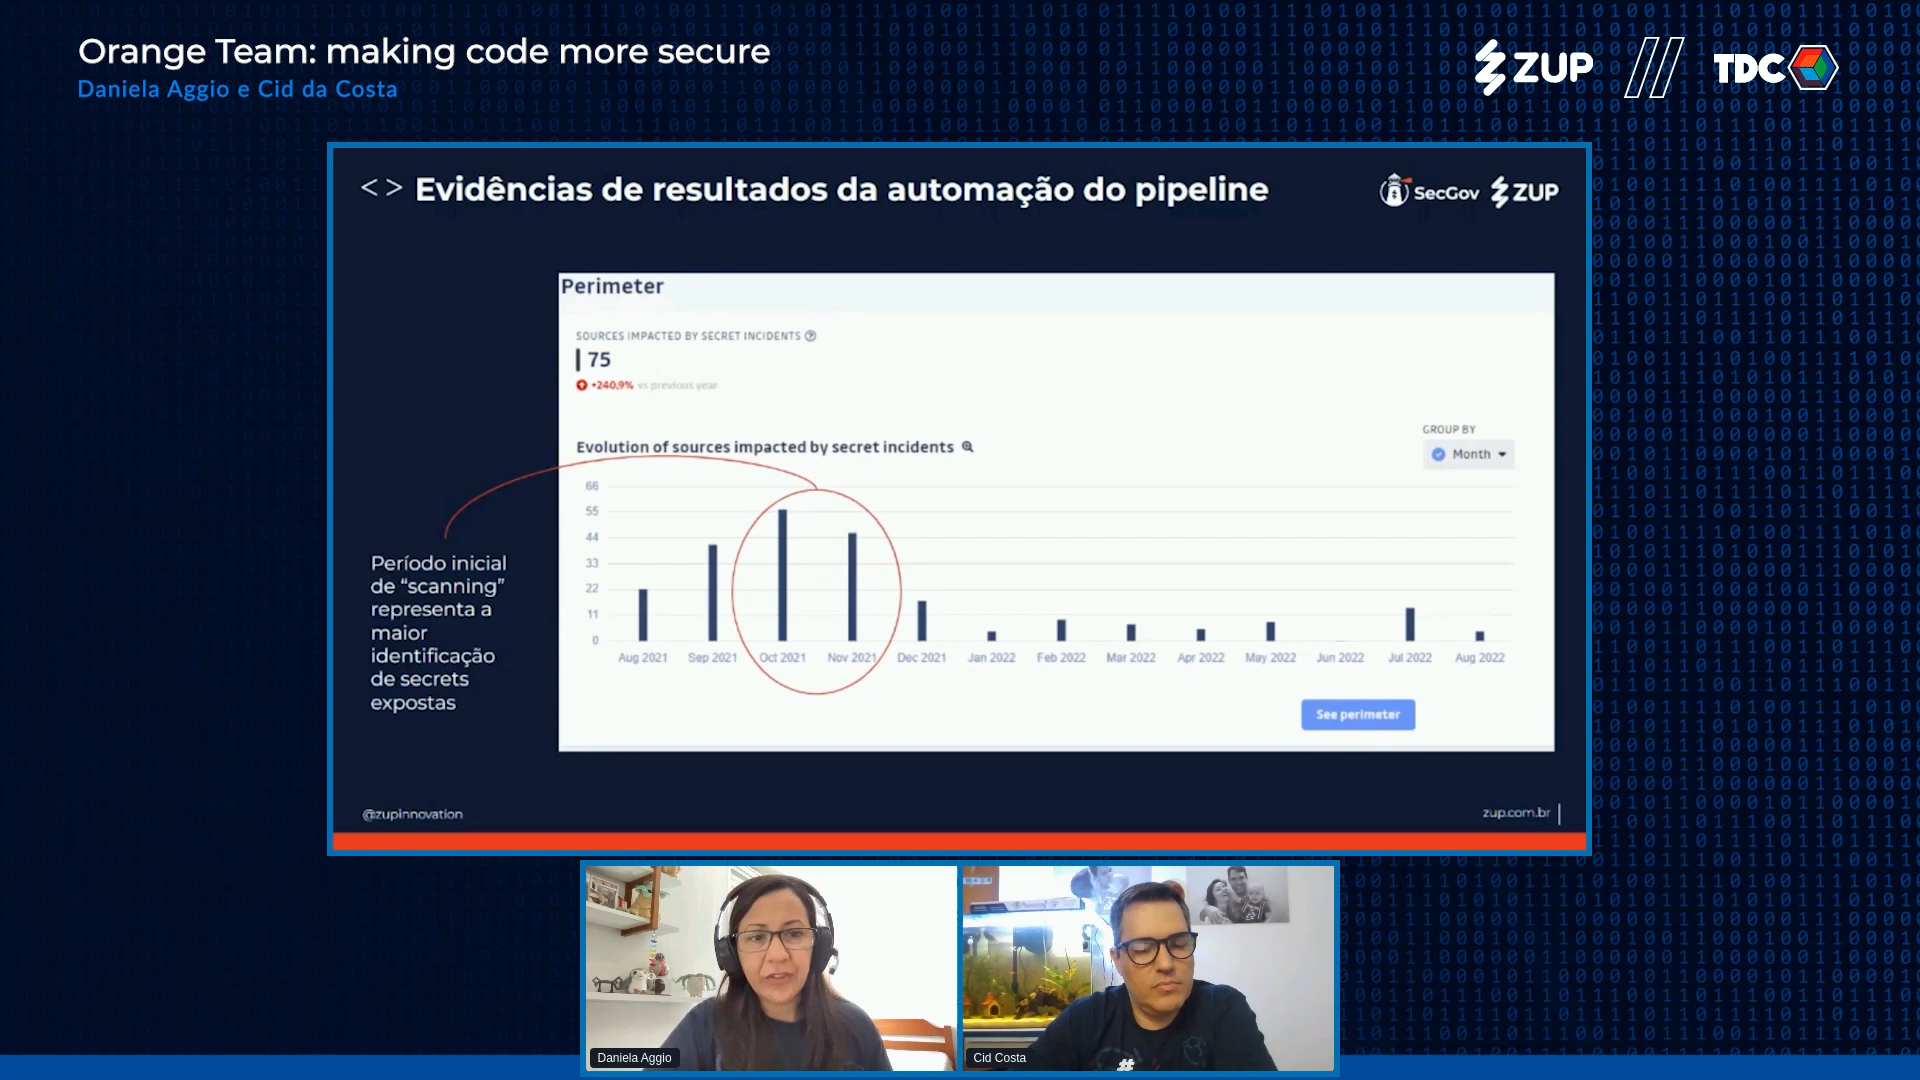 Orange Team: making code more secure
Daniela Aggio e Cid da Costa
ZUP
TDC
< > Evidências de resultados da automação do pipeline
SecGov
ZUP
Perimeter
SOURCES IMPACTED BY SECRET INCIDENTS
75
+240,9% vs previous year
Evolution of sources impacted by secret incidents
GROUP BY
Month
66
55
44
33
22
11
0
Aug 2021 Sep 2021 Oct 2021 Nov 2021 Dec 2021 Jan 2022 Feb 2022 Mar 2022 Apr 2022 May 2022 Jun 2022 Jul 2022 Aug 2022
See perimeter
Período inicial
de “scanning”
representa a
maior
identificação
de secrets
expostas
@zupinnovation
zup.com.br
Daniela Aggio
Cid Costa
#